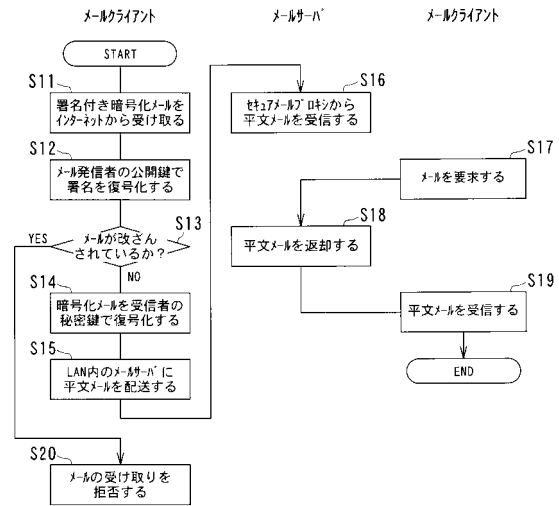 メールクライアント
メールサーバ
メールクライアント
START
S11
署名付き暗号化メールを
インターネットから受け取る
S12
メール発信者の公開鍵で
署名を復号化する
S13
メールが改ざん
されているか?
YES
NO
S14
暗号化メールを受信者の
秘密鍵で復号化する
S15
LAN内のメールサーバに
平文メールを配送する
S20
メールの受け取りを
拒否する
S16
セキュアメールプロキシから
平文メールを受信する
S17
メールを要求する
S18
平文メールを返却する
S19
平文メールを受信する
END